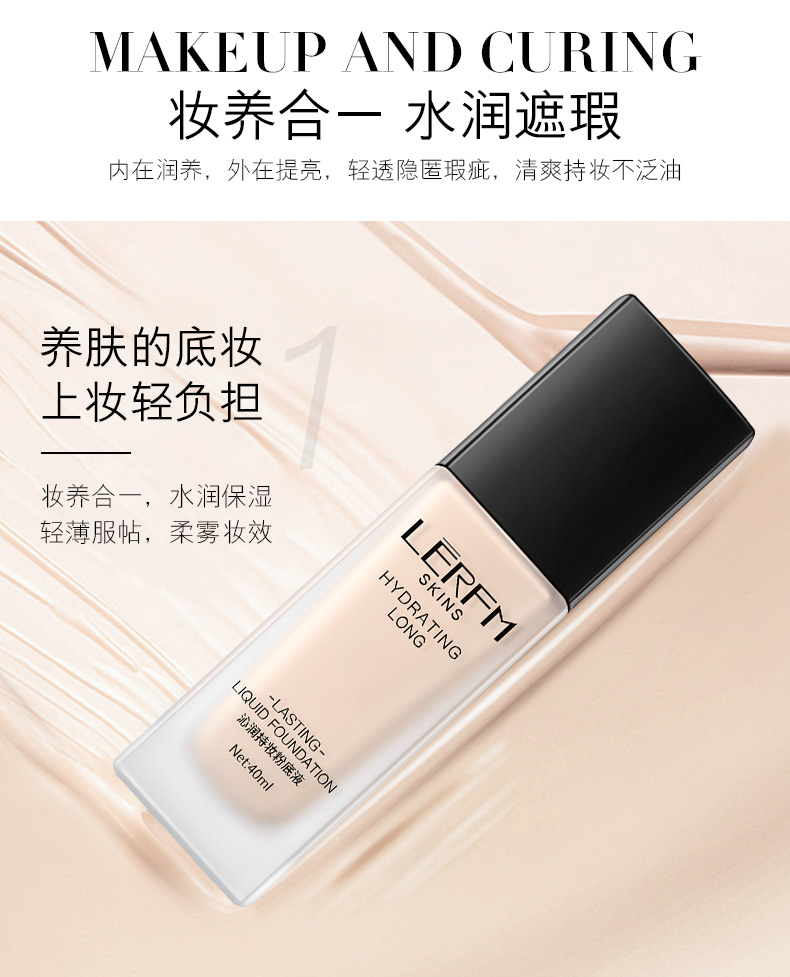 MAKEUP AND CURING
妆养合一 水润遮瑕
内在润养，外在提亮，轻透隐匿瑕疵，清爽持妆不泛油
1
养肤的底妆
上妆轻负担
妆养合一，水润保湿
轻薄服帖，柔雾妆效
LERFM
SKINS
HYDRATING
LONG
-LASTING-
LIQUID FOUNDATION
沁润持妆粉底液
Net:40ml